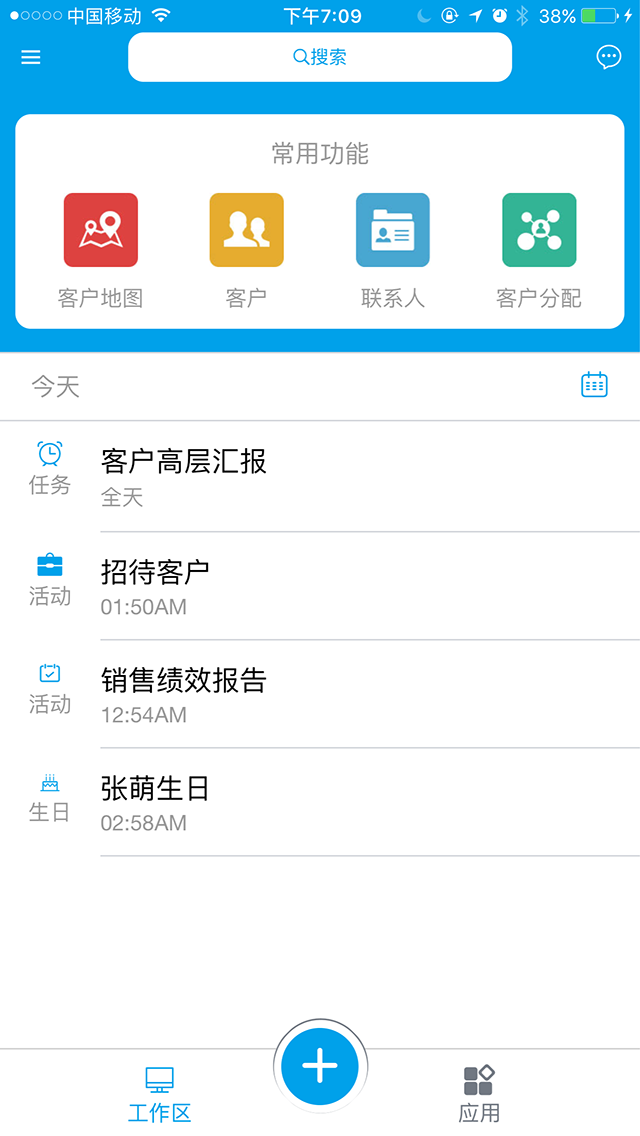 中国移动 下午7:09 38%
搜索
常用功能
客户地图 客户 联系人 客户分配
今天
任务 客户高层汇报
全天
活动 招待客户
01:50AM
活动 销售绩效报告
12:54AM
生日 张萌生日
02:58AM
工作区 应用